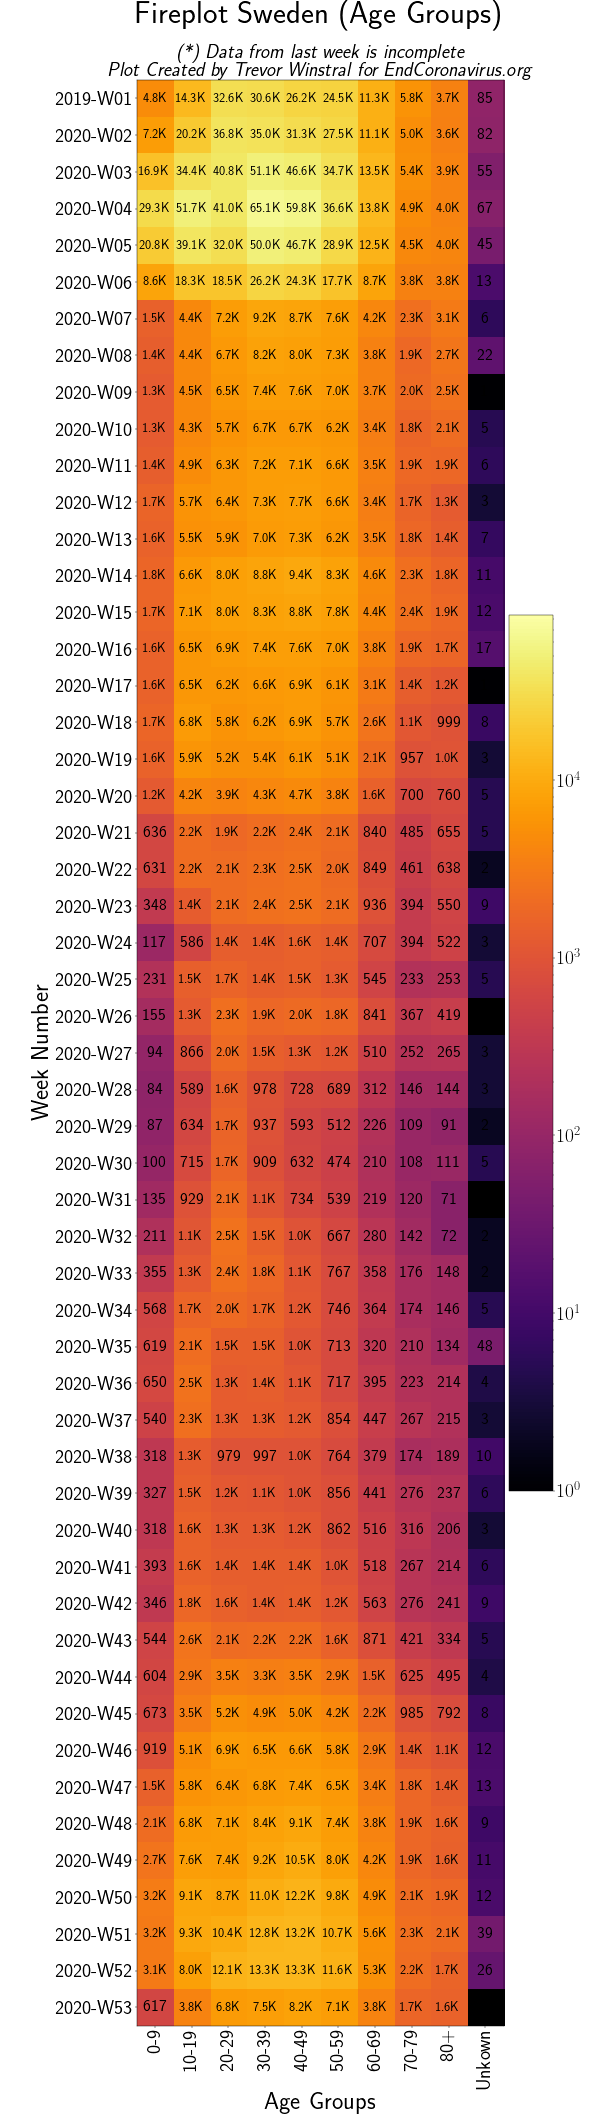 Fireplot Sweden (Age Groups)
(*) Data from last week is incomplete
Plot Created by Trevor Winstral for EndCoronavirus.org
2019-W01 4.8K 14.3K 32.6K 30.6K 26.2K 24.5K 11.3K 5.8K 3.7K 85
2020-W02 7.2K 20.2K 36.8K 35.0K 31.3K 27.5K 11.1K 5.0K 3.6K 82
2020-W03 16.9K 34.4K 40.8K 51.1K 46.6K 34.7K 13.5K 5.4K 3.9K 55
2020-W04 29.3K 51.7K 41.0K 65.1K 59.8K 36.6K 13.8K 4.9K 4.0K 67
2020-W05 20.8K 39.1K 32.0K 50.0K 46.7K 28.9K 12.5K 4.5K 4.0K 45
2020-W06 8.6K 18.3K 18.5K 26.2K 24.3K 17.7K 8.7K 3.8K 3.8K 13
2020-W07 1.5K 4.4K 7.2K 9.2K 8.7K 7.6K 4.2K 2.3K 3.1K 6
2020-W08 1.4K 4.4K 6.7K 8.2K 8.0K 7.3K 3.8K 1.9K 2.7K 22
2020-W09 1.3K 4.5K 6.5K 7.4K 7.6K 7.0K 3.7K 2.0K 2.5K
2020-W10 1.3K 4.3K 5.7K 6.7K 6.7K 6.2K 3.4K 1.8K 2.1K 5
2020-W11 1.4K 4.9K 6.3K 7.2K 7.1K 6.6K 3.5K 1.9K 1.9K 6
2020-W12 1.7K 5.7K 6.4K 7.3K 7.7K 6.6K 3.4K 1.7K 1.3K 3
2020-W13 1.6K 5.5K 5.9K 7.0K 7.3K 6.2K 3.5K 1.8K 1.4K 7
2020-W14 1.8K 6.6K 8.0K 8.8K 9.4K 8.3K 4.6K 2.3K 1.8K 11
2020-W15 1.7K 7.1K 8.0K 8.3K 8.8K 7.8K 4.4K 2.4K 1.9K 12
2020-W16 1.6K 6.5K 6.9K 7.4K 7.6K 7.0K 3.8K 1.9K 1.7K 17
2020-W17 1.6K 6.5K 6.2K 6.6K 6.9K 6.1K 3.1K 1.4K 1.2K
2020-W18 1.7K 6.8K 5.8K 6.2K 6.9K 5.7K 2.6K 1.1K 999 8
2020-W19 1.6K 5.9K 5.2K 5.4K 6.1K 5.1K 2.1K 957 1.0K 3
2020-W20 1.2K 4.2K 3.9K 4.3K 4.7K 3.8K 1.6K 700 760 5
2020-W21 636 2.2K 1.9K 2.2K 2.4K 2.1K 840 485 655 5
2020-W22 631 2.2K 2.1K 2.3K 2.5K 2.0K 849 461 638 2
2020-W23 348 1.4K 2.1K 2.4K 2.5K 2.1K 936 394 550 9
2020-W24 117 586 1.4K 1.4K 1.6K 1.4K 707 394 522 3
2020-W25 231 1.5K 1.7K 1.4K 1.5K 1.3K 545 233 253 5
2020-W26 155 1.3K 2.3K 1.9K 2.0K 1.8K 841 367 419
2020-W27 94 866 2.0K 1.5K 1.3K 1.2K 510 252 265 3
2020-W28 84 589 1.6K 978 728 689 312 146 144 3
2020-W29 87 634 1.7K 937 593 512 226 109 91 2
2020-W30 100 715 1.7K 909 632 474 210 108 111 5
2020-W31 135 929 2.1K 1.1K 734 539 219 120 71
2020-W32 211 1.1K 2.5K 1.5K 1.0K 667 280 142 72 2
2020-W33 355 1.3K 2.4K 1.8K 1.1K 767 358 176 148 2
2020-W34 568 1.7K 2.0K 1.7K 1.2K 746 364 174 146 5
2020-W35 619 2.1K 1.5K 1.5K 1.0K 713 320 210 134 48
2020-W36 650 2.5K 1.3K 1.4K 1.1K 717 395 223 214 4
2020-W37 540 2.3K 1.3K 1.3K 1.2K 854 447 267 215 3
2020-W38 318 1.3K 979 997 1.0K 764 379 174 189 10
2020-W39 327 1.5K 1.2K 1.1K 1.0K 856 441 276 237 6
2020-W40 318 1.6K 1.3K 1.3K 1.2K 862 516 316 206 3
2020-W41 393 1.6K 1.4K 1.4K 1.4K 1.0K 518 267 214 6
2020-W42 346 1.8K 1.6K 1.4K 1.4K 1.2K 563 276 241 9
2020-W43 544 2.6K 2.1K 2.2K 2.2K 1.6K 871 421 334 5
2020-W44 604 2.9K 3.5K 3.3K 3.5K 2.9K 1.5K 625 495 4
2020-W45 673 3.5K 5.2K 4.9K 5.0K 4.2K 2.2K 985 792 8
2020-W46 919 5.1K 6.9K 6.5K 6.6K 5.8K 2.9K 1.4K 1.1K 12
2020-W47 1.5K 5.8K 6.4K 6.8K 7.4K 6.5K 3.4K 1.8K 1.4K 13
2020-W48 2.1K 6.8K 7.1K 8.4K 9.1K 7.4K 3.8K 1.9K 1.6K 9
2020-W49 2.7K 7.6K 7.4K 9.2K 10.5K 8.0K 4.2K 1.9K 1.6K 11
2020-W50 3.2K 9.1K 8.7K 11.0K 12.2K 9.8K 4.9K 2.1K 1.9K 12
2020-W51 3.2K 9.3K 10.4K 12.8K 13.2K 10.7K 5.6K 2.3K 2.1K 39
2020-W52 3.1K 8.0K 12.1K 13.3K 13.3K 11.6K 5.3K 2.2K 1.7K 26
2020-W53 617 3.8K 6.8K 7.5K 8.2K 7.1K 3.8K 1.7K 1.6K
0-9 10-19 20-29 30-39 40-49 50-59 60-69 70-79 80+ Unkown
Age Groups
Week Number
10⁴
10³
10²
10¹
10⁰